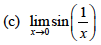 (c) lim sin(1/x)
x→0